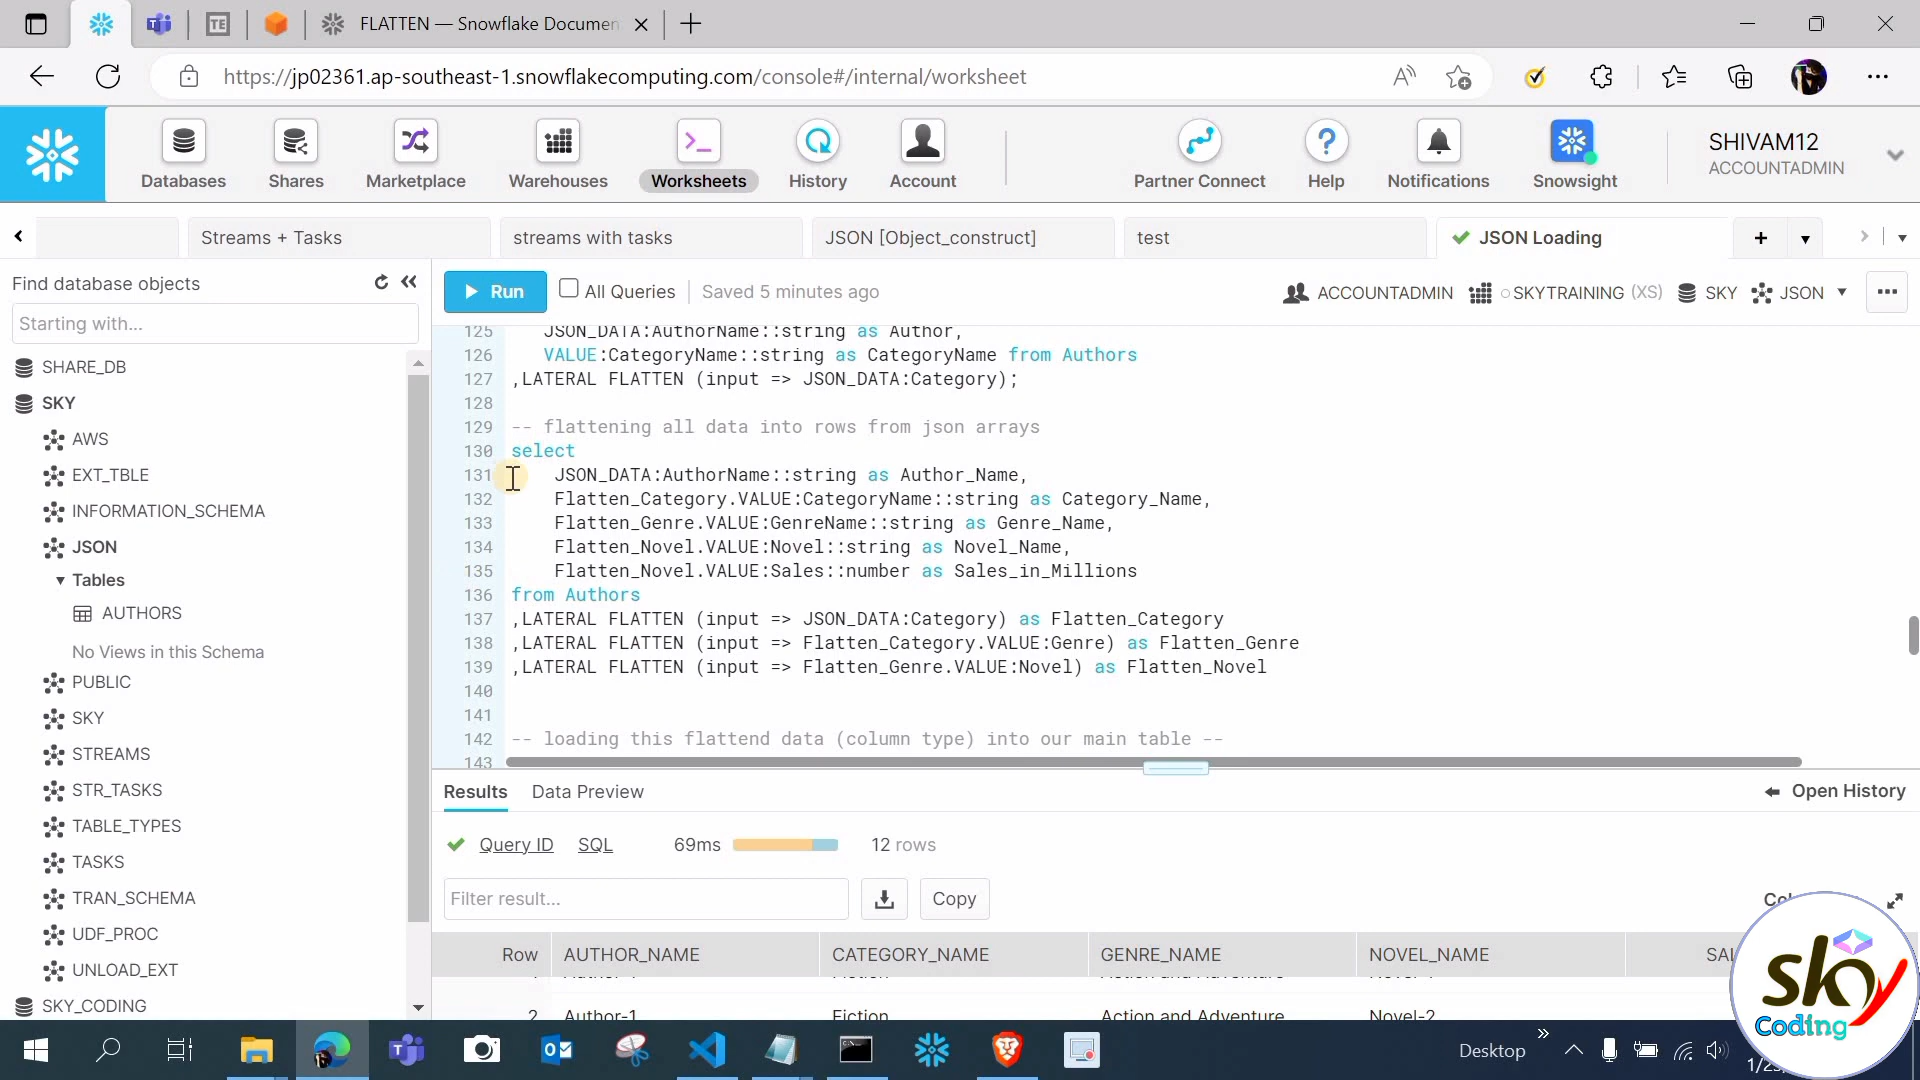 FLATTEN — Snowflake Documen
https://jp02361.ap-southeast-1.snowflakecomputing.com/console#/internal/worksheet
Databases
Shares
Marketplace
Warehouses
Worksheets
History
Account
Partner Connect
Help
Notifications
Snowsight
SHIVAM12
ACCOUNTADMIN
Streams + Tasks
streams with tasks
JSON [Object_construct]
test
JSON Loading
Find database objects
Starting with...
SHARE_DB
SKY
AWS
EXT_TBLE
INFORMATION_SCHEMA
JSON
Tables
AUTHORS
No Views in this Schema
PUBLIC
SKY
STREAMS
STR_TASKS
TABLE_TYPES
TASKS
TRAN_SCHEMA
UDF_PROC
UNLOAD_EXT
SKY_CODING
Run
All Queries
Saved 5 minutes ago
ACCOUNTADMIN
SKYTRAINING (XS)
SKY
JSON
125 JSON_DATA:AuthorName::string as Author,
126 VALUE:CategoryName::string as CategoryName from Authors
127 ,LATERAL FLATTEN (input => JSON_DATA:Category);
128
129 -- flattening all data into rows from json arrays
130 select
131 JSON_DATA:AuthorName::string as Author_Name,
132 Flatten_Category.VALUE:CategoryName::string as Category_Name,
133 Flatten_Genre.VALUE:GenreName::string as Genre_Name,
134 Flatten_Novel.VALUE:Novel::string as Novel_Name,
135 Flatten_Novel.VALUE:Sales::number as Sales_in_Millions
136 from Authors
137 ,LATERAL FLATTEN (input => JSON_DATA:Category) as Flatten_Category
138 ,LATERAL FLATTEN (input => Flatten_Category.VALUE:Genre) as Flatten_Genre
139 ,LATERAL FLATTEN (input => Flatten_Genre.VALUE:Novel) as Flatten_Novel
140
141
142 -- loading this flattend data (column type) into our main table --
143
Results
Data Preview
Open History
Query ID
SQL
69ms
12 rows
Filter result...
Copy
Row AUTHOR_NAME CATEGORY_NAME GENRE_NAME NOVEL_NAME SAL
2 Author-1 Fiction Action and Adventure Novel-2
sky
Coding
TE
Desktop